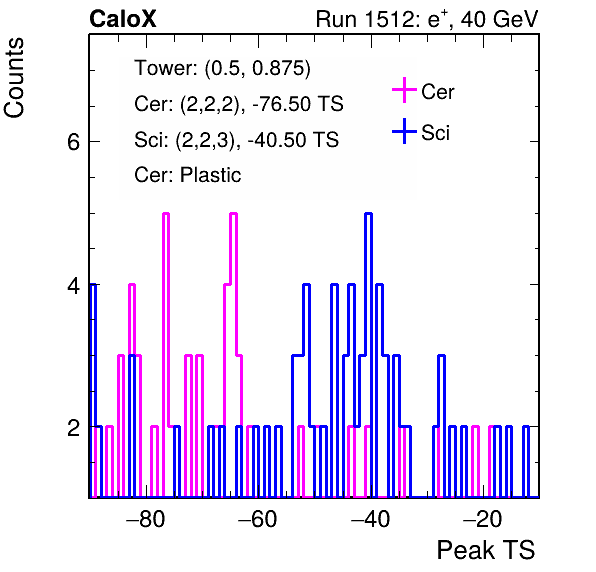 CaloX Run 1512: e⁺, 40 GeV
Counts
Tower: (0.5, 0.875)
Cer: (2,2,2), -76.50 TS
Sci: (2,2,3), -40.50 TS
Cer: Plastic
Cer
Sci
6
4
2
−80 −60 −40 −20
Peak TS